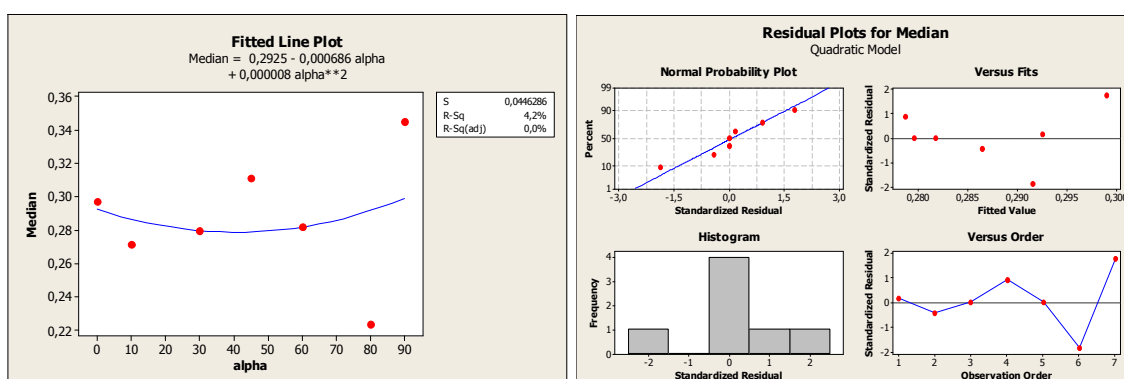 Fitted Line Plot
Median = 0,2925 - 0,000686 alpha
+ 0,000008 alpha**2
S 0,0446286
R-Sq 4,2%
R-Sq(adj) 0,0%
0,36
0,34
0,32
0,30
0,28
0,26
0,24
0,22
Median
0 10 20 30 40 50 60 70 80 90
alpha
Residual Plots for Median
Quadratic Model
Normal Probability Plot
99
90
50
10
1
Percent
-3,0 -1,5 0,0 1,5 3,0
Standardized Residual
Versus Fits
2
1
0
-1
-2
Standardized Residual
0,280 0,285 0,290 0,295 0,300
Fitted Value
Histogram
4
3
2
1
0
Frequency
-2 -1 0 1 2
Standardized Residual
Versus Order
2
1
0
-1
-2
Standardized Residual
1 2 3 4 5 6 7
Observation Order